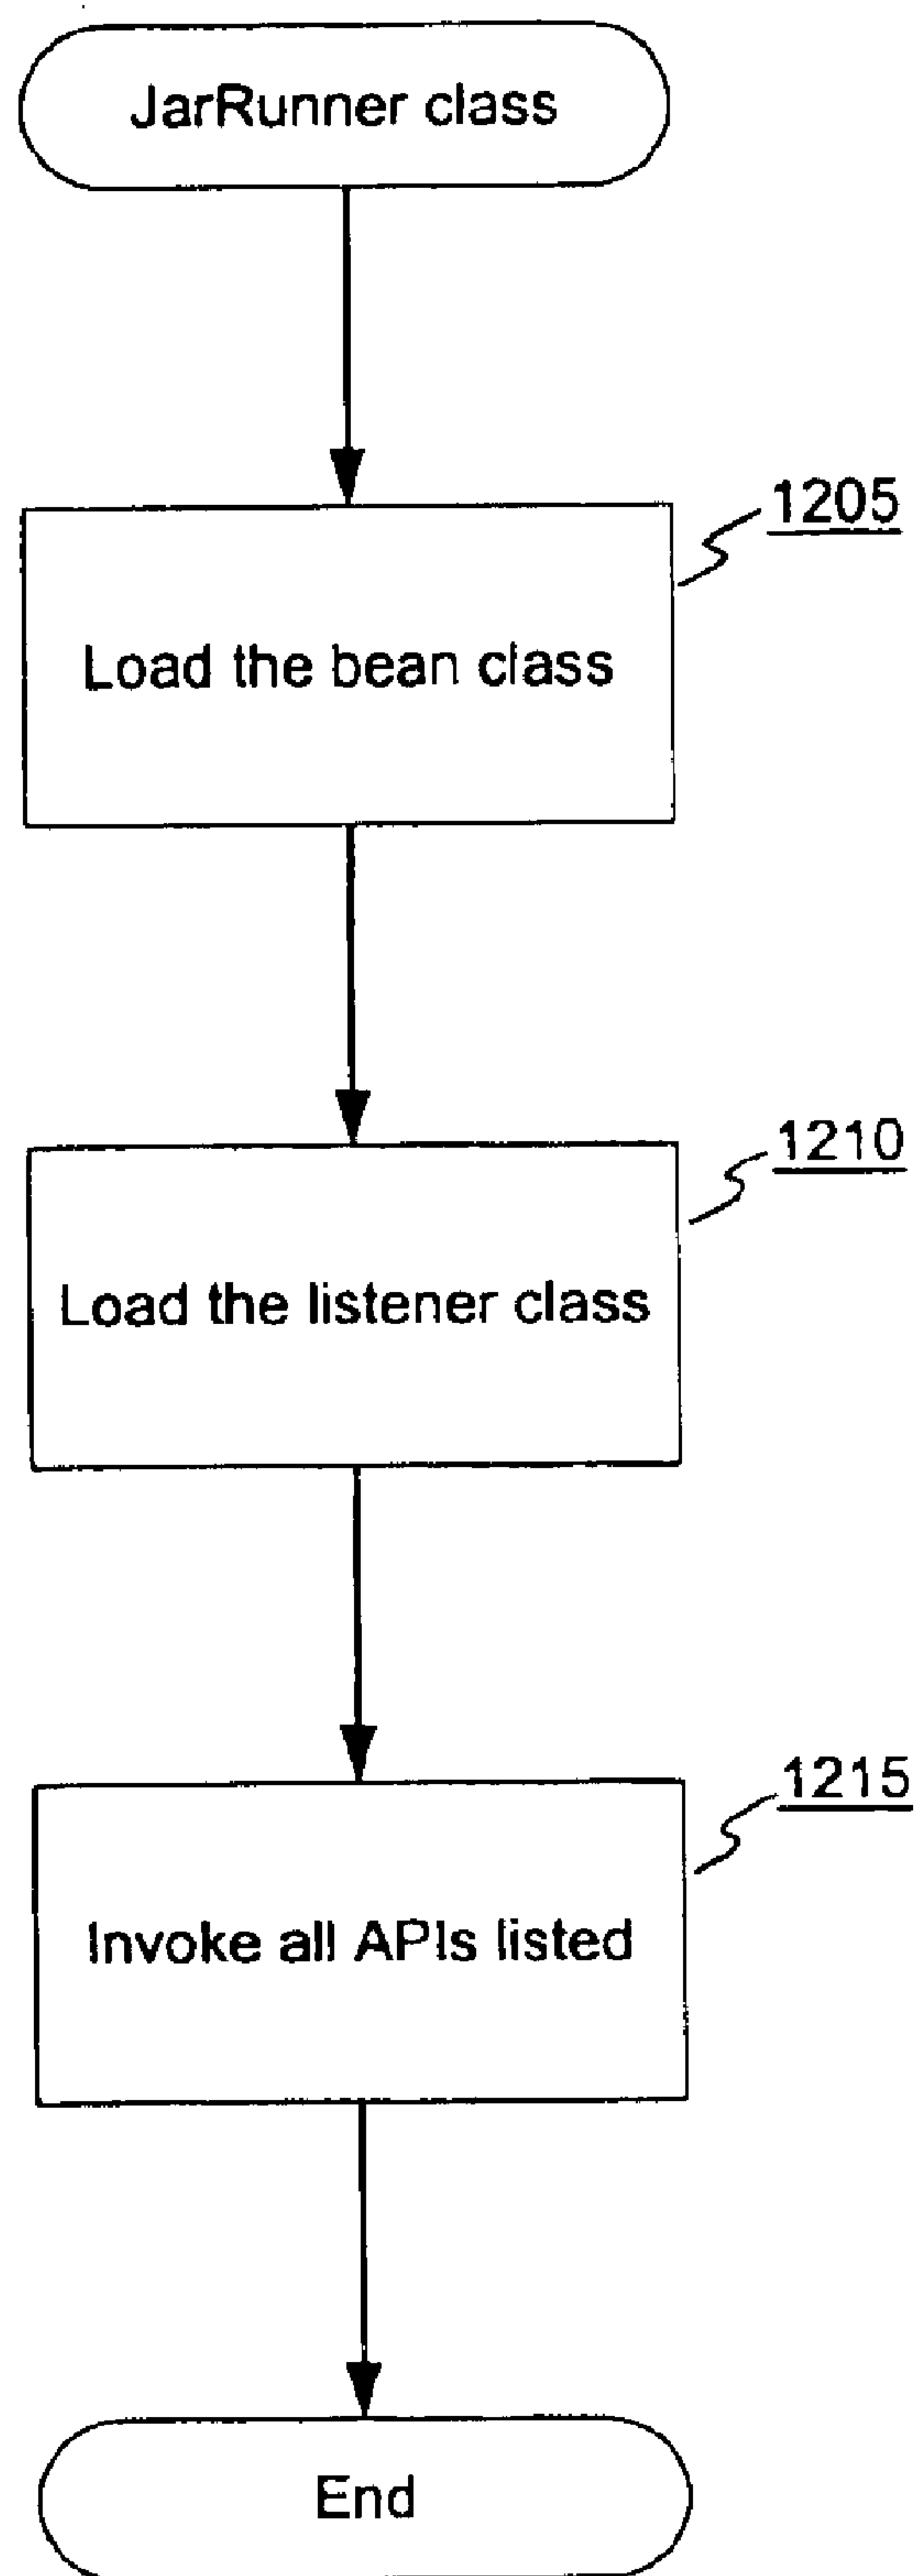 JarRunner class
1205
Load the bean class
1210
Load the listener class
1215
Invoke all APIs listed
End